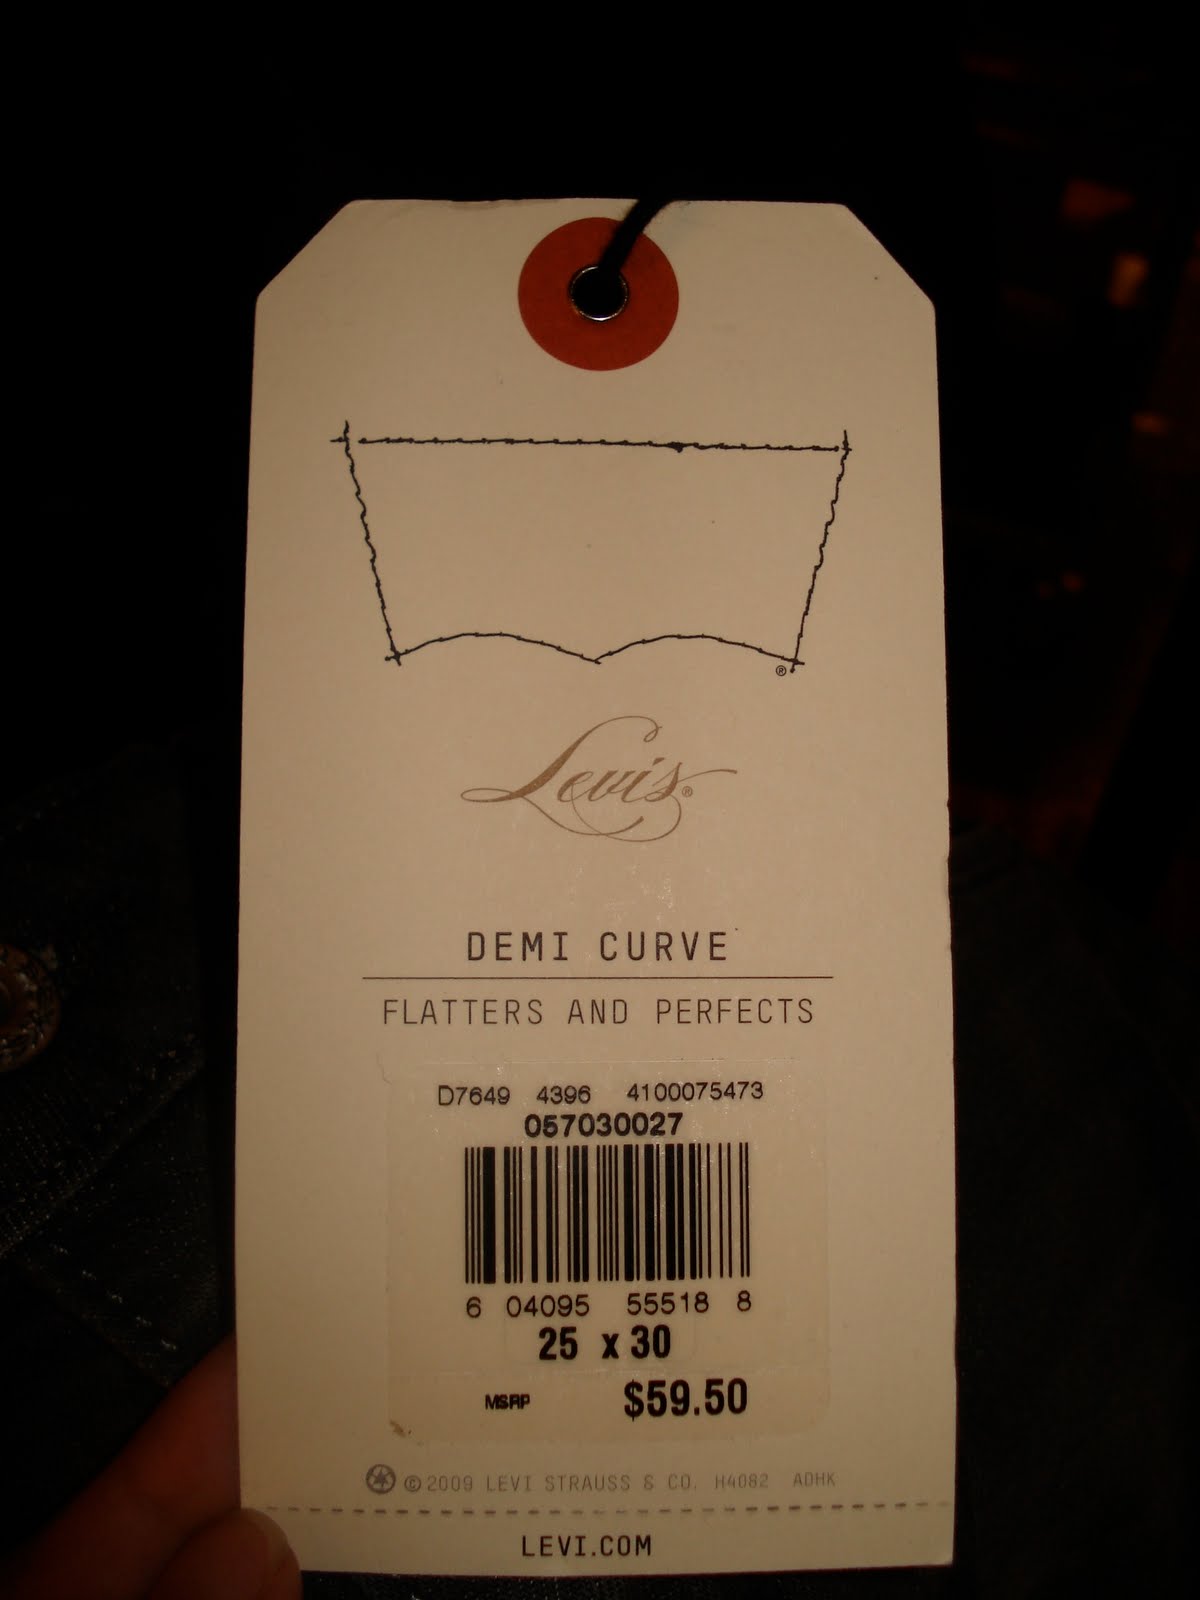 ®
Levi's®
DEMI CURVE
FLATTERS AND PERFECTS
D7649 4396 4100075473
057030027
6 04095 55518 8
25 x 30
MSRP $59.50
©2009 LEVI STRAUSS & CO. H4082 ADHK
LEVI.COM